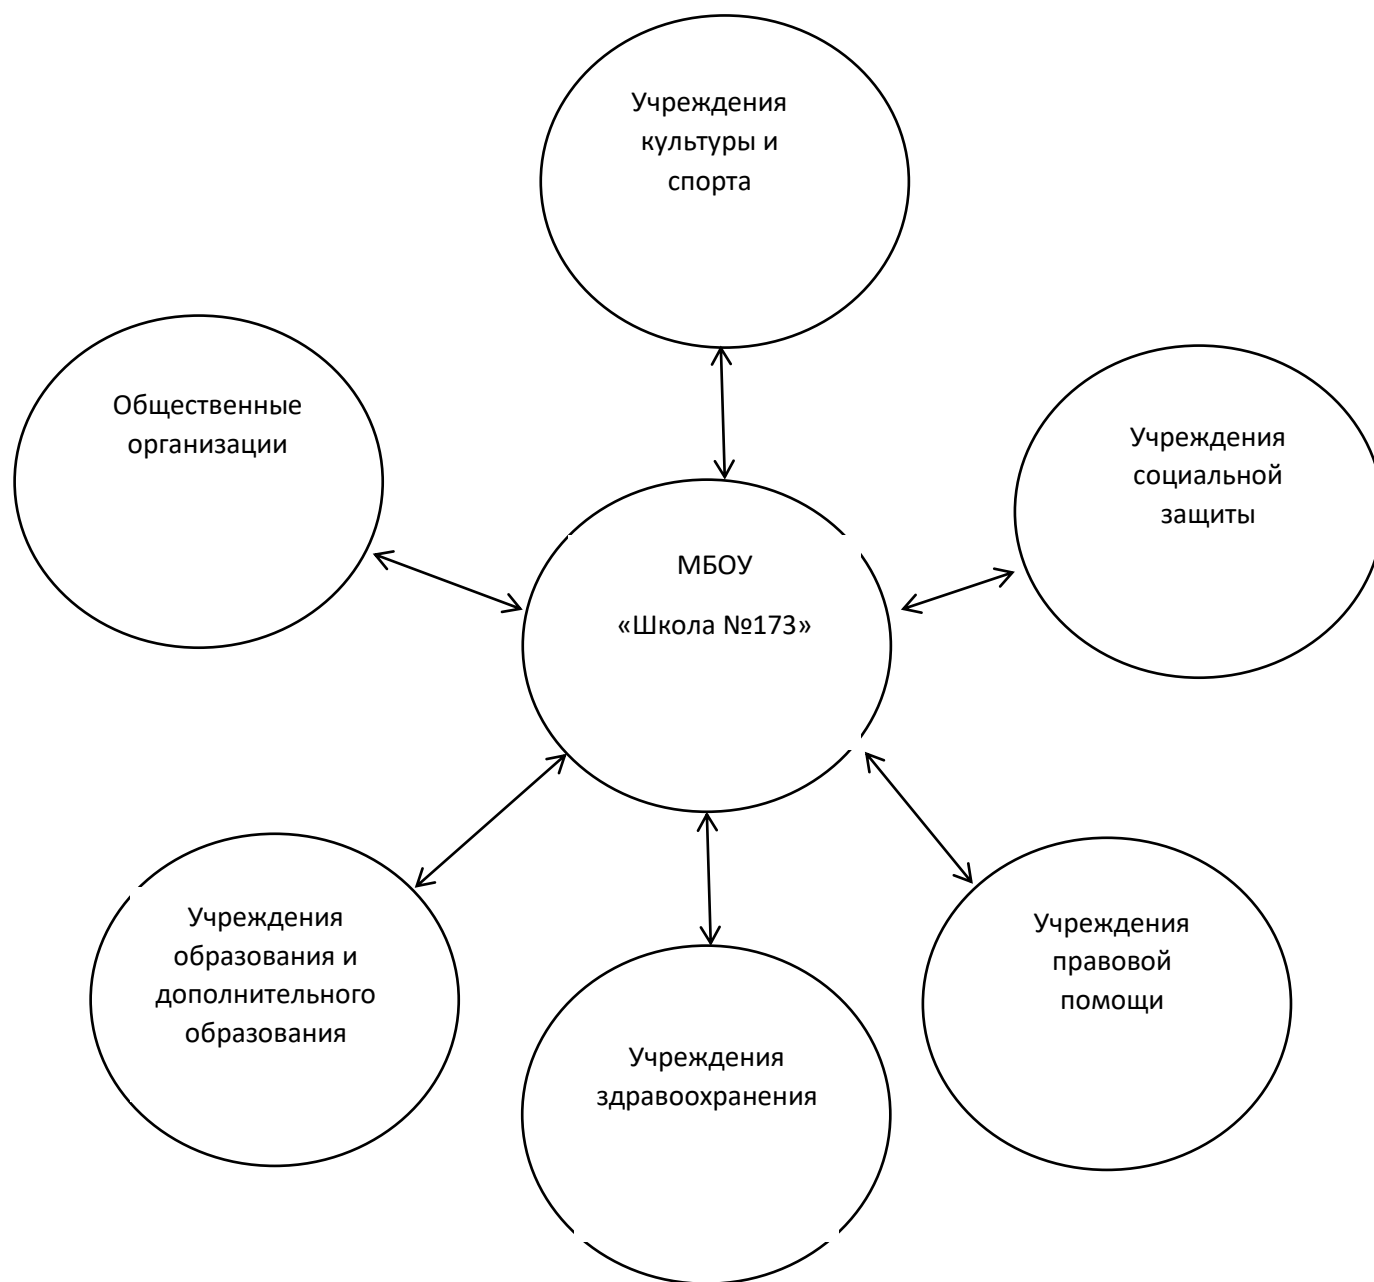 Учреждения
культуры и
спорта
Общественные
организации
Учреждения
социальной
защиты
МБОУ
«Школа №173»
Учреждения
образования и
дополнительного
образования
Учреждения
здравоохранения
Учреждения
правовой
помощи